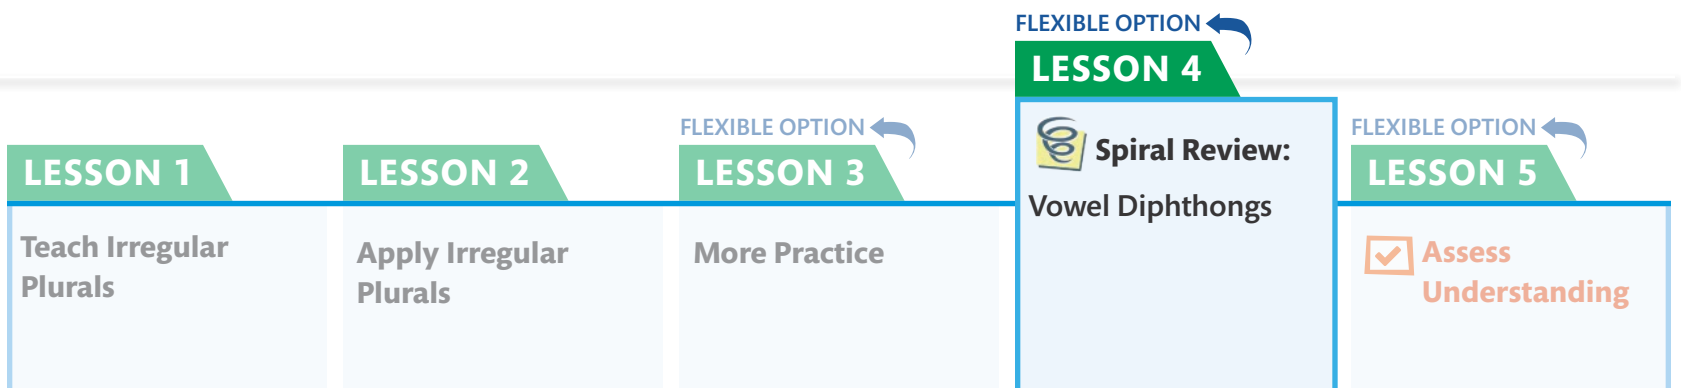 FLEXIBLE OPTION
LESSON 4
FLEXIBLE OPTION
FLEXIBLE OPTION
LESSON 1
LESSON 2
LESSON 3
LESSON 5
Spiral Review:
Vowel Diphthongs
Teach Irregular
Plurals
Apply Irregular
Plurals
More Practice
Assess
Understanding